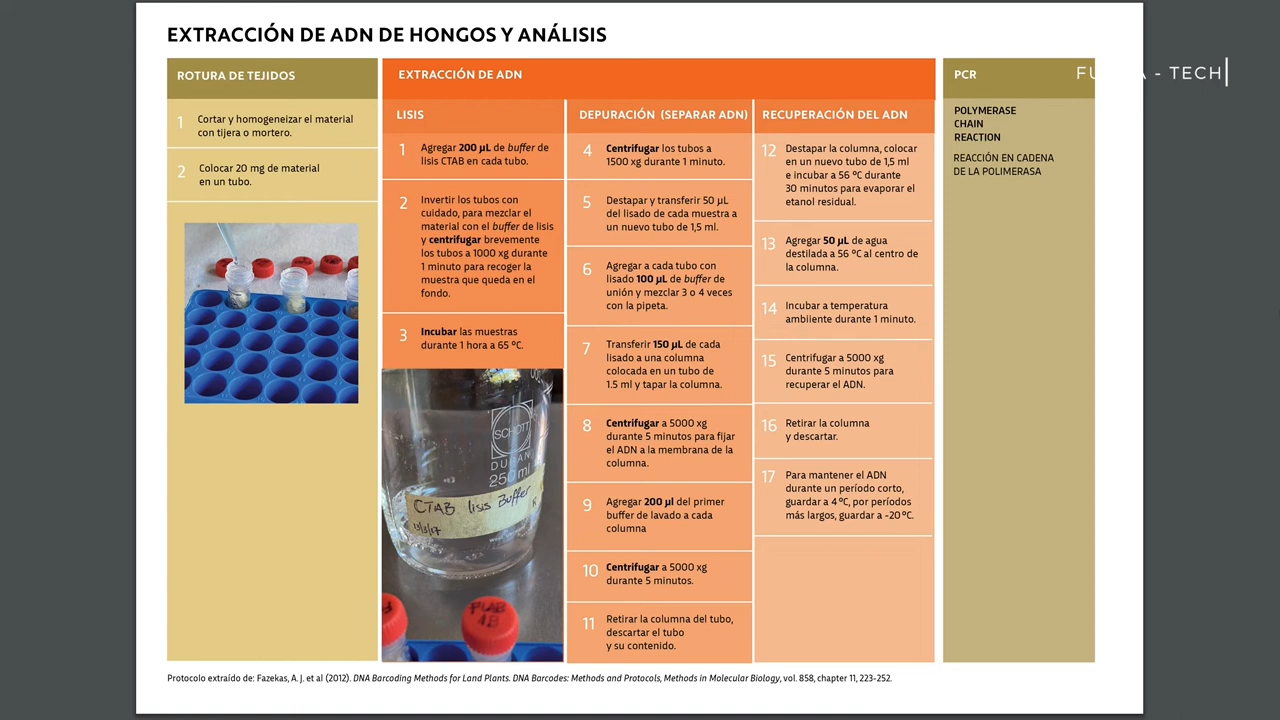 EXTRACCIÓN DE ADN DE HONGOS Y ANÁLISIS
ROTURA DE TEJIDOS
1 Cortar y homogeneizar el material
con tijera o mortero.
2 Colocar 20 mg de material
en un tubo.
EXTRACCIÓN DE ADN
LISIS
1 Agregar 200 µL de buffer de
lisis CTAB en cada tubo.
2 Invertir los tubos con
cuidado, para mezclar el
material con el buffer de lisis
y centrifugar brevemente
los tubos a 1000 xg durante
1 minuto para recoger la
muestra que queda en el
fondo.
3 Incubar las muestras
durante 1 hora a 65 ºC.
SCHOTT
DURAN
250 ml
CTAB lisis Buffer
DEPURACIÓN (SEPARAR ADN)
4 Centrifugar los tubos a
1500 xg durante 1 minuto.
5 Destapar y transferir 50 µL
del lisado de cada muestra a
un nuevo tubo de 1,5 ml.
6 Agregar a cada tubo con
lisado 100 µL de buffer de
unión y mezclar 3 o 4 veces
con la pipeta.
7 Transferir 150 µL de cada
lisado a una columna
colocada en un tubo de
1.5 ml y tapar la columna.
8 Centrifugar a 5000 xg
durante 5 minutos para fijar
el ADN a la membrana de la
columna.
9 Agregar 200 µl del primer
buffer de lavado a cada
columna
10 Centrifugar a 5000 xg
durante 5 minutos.
11 Retirar la columna del tubo,
descartar el tubo
y su contenido.
RECUPERACIÓN DEL ADN
12 Destapar la columna, colocar
en un nuevo tubo de 1,5 ml
e incubar a 56 ºC durante
30 minutos para evaporar el
etanol residual.
13 Agregar 50 µL de agua
destilada a 56 ºC al centro de
la columna.
14 Incubar a temperatura
ambliente durante 1 minuto.
15 Centrifugar a 5000 xg
durante 5 minutos para
recuperar el ADN.
16 Retirar la columna
y descartar.
17 Para mantener el ADN
durante un período corto,
guardar a 4 ºC, por períodos
más largos, guardar a -20 ºC.
PCR
POLYMERASE
CHAIN
REACTION
REACCIÓN EN CADENA
DE LA POLIMERASA
- TECH
Protocolo extraído de: Fazekas, A. J. et al (2012). DNA Barcoding Methods for Land Plants. DNA Barcodes: Methods and Protocols, Methods in Molecular Biology, vol. 858, chapter 11, 223-252.